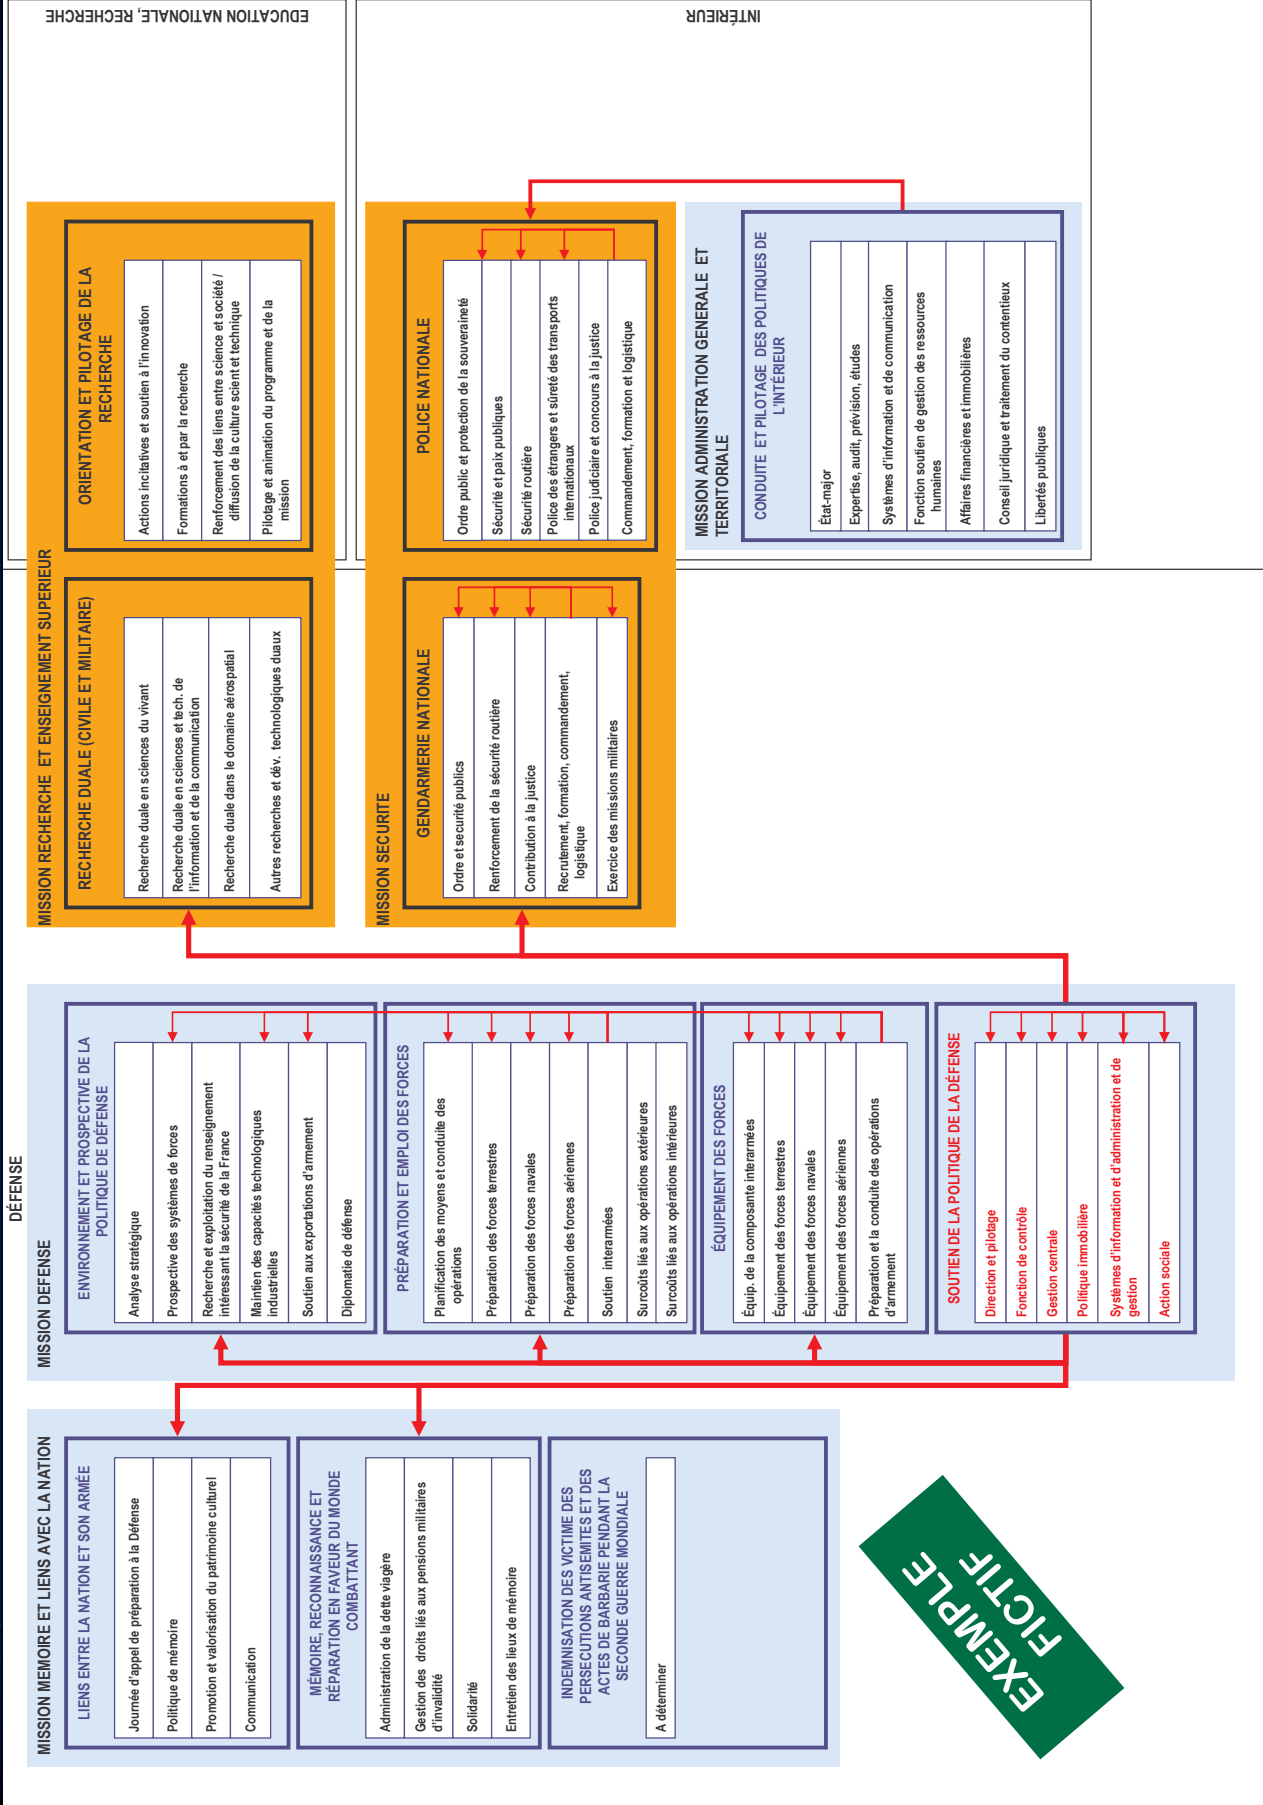 DÉFENSE
MISSION MEMOIRE ET LIENS AVEC LA NATION
LIENS ENTRE LA NATION ET SON ARMÉE
Journée d'appel de préparation à la Défense
Politique de mémoire
Promotion et valorisation du patrimoine culturel
Communication
MÉMOIRE, RECONNAISSANCE ET
RÉPARATION EN FAVEUR DU MONDE
COMBATTANT
Administration de la dette viagère
Gestion des droits liés aux pensions militaires
d'invalidité
Solidarité
Entretien des lieux de mémoire
INDEMNISATION DES VICTIME DES
PERSECUTIONS ANTISEMITES ET DES
ACTES DE BARBARIE PENDANT LA
SECONDE GUERRE MONDIALE
A déterminer
MISSION DEFENSE
ENVIRONNEMENT ET PROSPECTIVE DE LA
POLITIQUE DE DÉFENSE
Analyse stratégique
Prospective des systèmes de forces
Recherche et exploitation du renseignement
intéressant la sécurité de la France
Maintien des capacités technologiques
industrielles
Soutien aux exportations d'armement
Diplomatie de défense
PRÉPARATION ET EMPLOI DES FORCES
Planification des moyens et conduite des
opérations
Préparation des forces terrestres
Préparation des forces navales
Préparation des forces aériennes
Soutien interarmées
Surcoûts liés aux opérations extérieures
Surcoûts liés aux opérations intérieures
ÉQUIPEMENT DES FORCES
Équip. de la composante interarmées
Équipement des forces terrestres
Équipement des forces navales
Équipement des forces aériennes
Préparation et la conduite des opérations
d'armement
SOUTIEN DE LA POLITIQUE DE LA DÉFENSE
Direction et pilotage
Fonction de contrôle
Gestion centrale
Politique immobilière
Systèmes d'information et d'administration et de
gestion
Action sociale
MISSION RECHERCHE ET ENSEIGNEMENT SUPERIEUR
RECHERCHE DUALE (CIVILE ET MILITAIRE)
Recherche duale en sciences du vivant
Recherche duale en sciences et tech. de
l'information et de la communication
Recherche duale dans le domaine aérospatial
Autres recherches et dév. technologiques duaux
ORIENTATION ET PILOTAGE DE LA
RECHERCHE
Actions incitatives et soutien à l'innovation
Formations à et par la recherche
Renforcement des liens entre science et société /
diffusion de la culture scient et technique
Pilotage et animation du programme et de la
mission
MISSION SECURITE
GENDARMERIE NATIONALE
Ordre et securité publics
Renforcement de la sécurité routière
Contribution à la justice
Recrutement, formation, commandement,
logistique
Exercice des missions militaires
POLICE NATIONALE
Ordre public et protection de la souveraineté
Sécurité et paix publiques
Sécurité routière
Police des étrangers et sûreté des transports
internationaux
Police judiciaire et concours à la justice
Commandement, formation et logistique
MISSION ADMINISTRATION GENERALE ET
TERRITORIALE
CONDUITE ET PILOTAGE DES POLITIQUES DE
L'INTÉRIEUR
État-major
Expertise, audit, prévision, études
Systèmes d'information et de communication
Fonction soutien de gestion des ressources
humaines
Affaires financières et immobilières
Conseil juridique et traitement du contentieux
Libertés publiques
EDUCATION NATIONALE, RECHERCHE
INTÉRIEUR
EXEMPLE
FICTIF